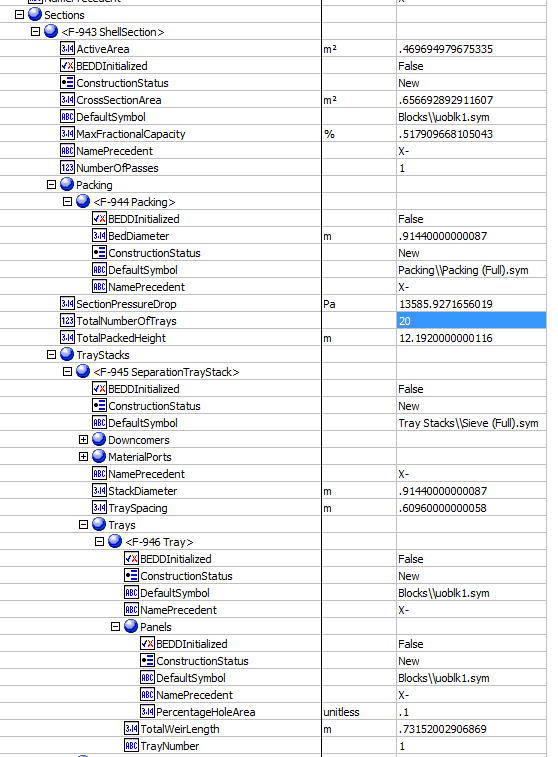 Sections
<F-943 ShellSection>
ActiveArea m² .469694979675335
BEDDInitialized False
ConstructionStatus New
CrossSectionArea m² .656692892911607
DefaultSymbol Blocks\\uoblk1.sym
MaxFractionalCapacity % .517909668105043
NamePrecedent X-
NumberOfPasses 1
Packing
<F-944 Packing>
BEDDInitialized False
BedDiameter m .91440000000087
ConstructionStatus New
DefaultSymbol Packing\\Packing (Full).sym
NamePrecedent X-
SectionPressureDrop Pa 13585.9271656019
TotalNumberOfTrays 20
TotalPackedHeight m 12.1920000000116
TrayStacks
<F-945 SeparationTrayStack>
BEDDInitialized False
ConstructionStatus New
DefaultSymbol Tray Stacks\\Sieve (Full).sym
Downcomers
MaterialPorts
NamePrecedent X-
StackDiameter m .91440000000087
TraySpacing m .60960000000058
Trays
<F-946 Tray>
BEDDInitialized False
ConstructionStatus New
DefaultSymbol Blocks\\uoblk1.sym
NamePrecedent X-
Panels
BEDDInitialized False
ConstructionStatus New
DefaultSymbol Blocks\\uoblk1.sym
NamePrecedent X-
PercentageHoleArea unitless .1
TotalWeirLength m .73152002906869
TrayNumber 1